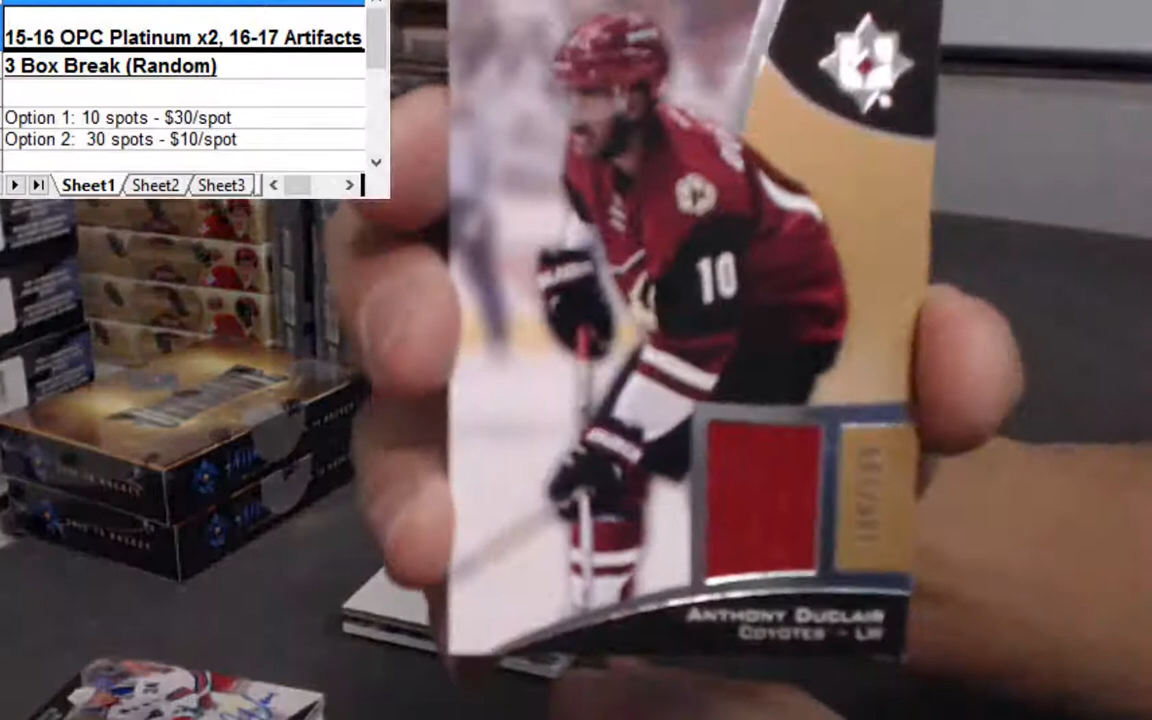 15-16 OPC Platinum x2, 16-17 Artifacts
3 Box Break (Random)
Option 1: 10 spots - $30/spot
Option 2: 30 spots - $10/spot
Sheet1 Sheet2 Sheet3
10
ANTHONY DUCLAIR
COYOTES - LW